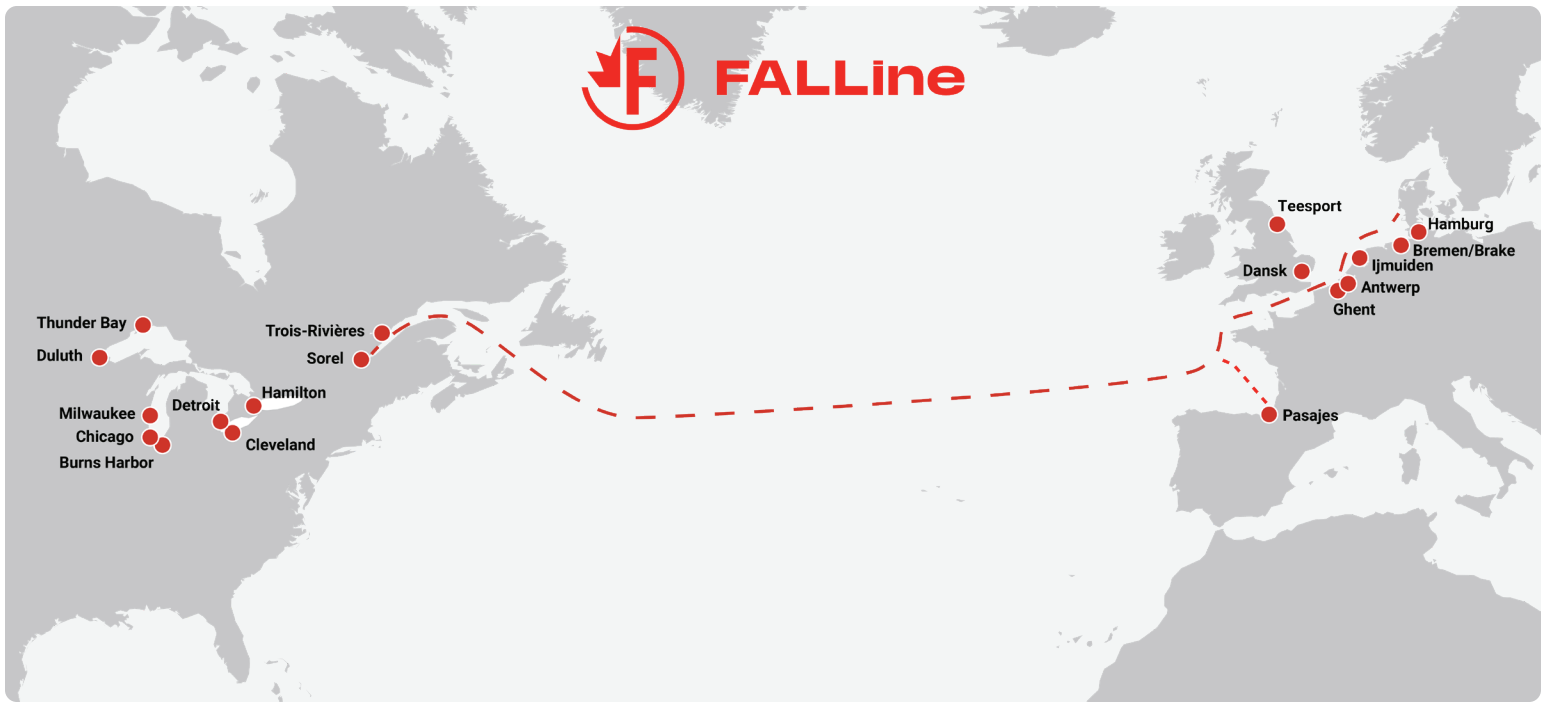 F
FALLine
Teesport
Hamburg
Bremen/Brake
Ijmuiden
Dansk
Antwerp
Ghent
Thunder Bay
Trois-Rivières
Duluth
Sorel
Hamilton
Detroit
Milwaukee
Pasajes
Chicago
Cleveland
Burns Harbor